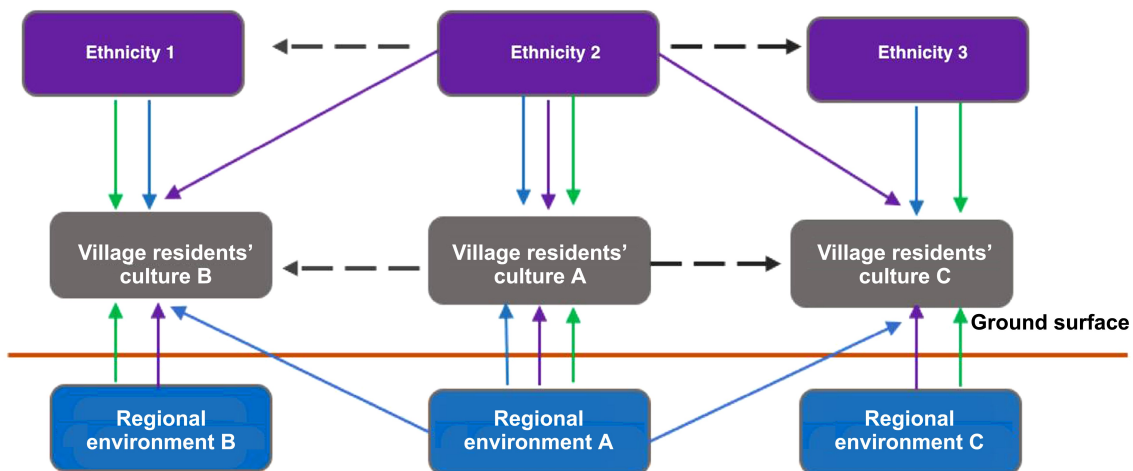 Ethnicity 1
Ethnicity 2
Ethnicity 3
Village residents’
culture B
Village residents’
culture A
Village residents’
culture C
Ground surface
Regional
environment B
Regional
environment A
Regional
environment C